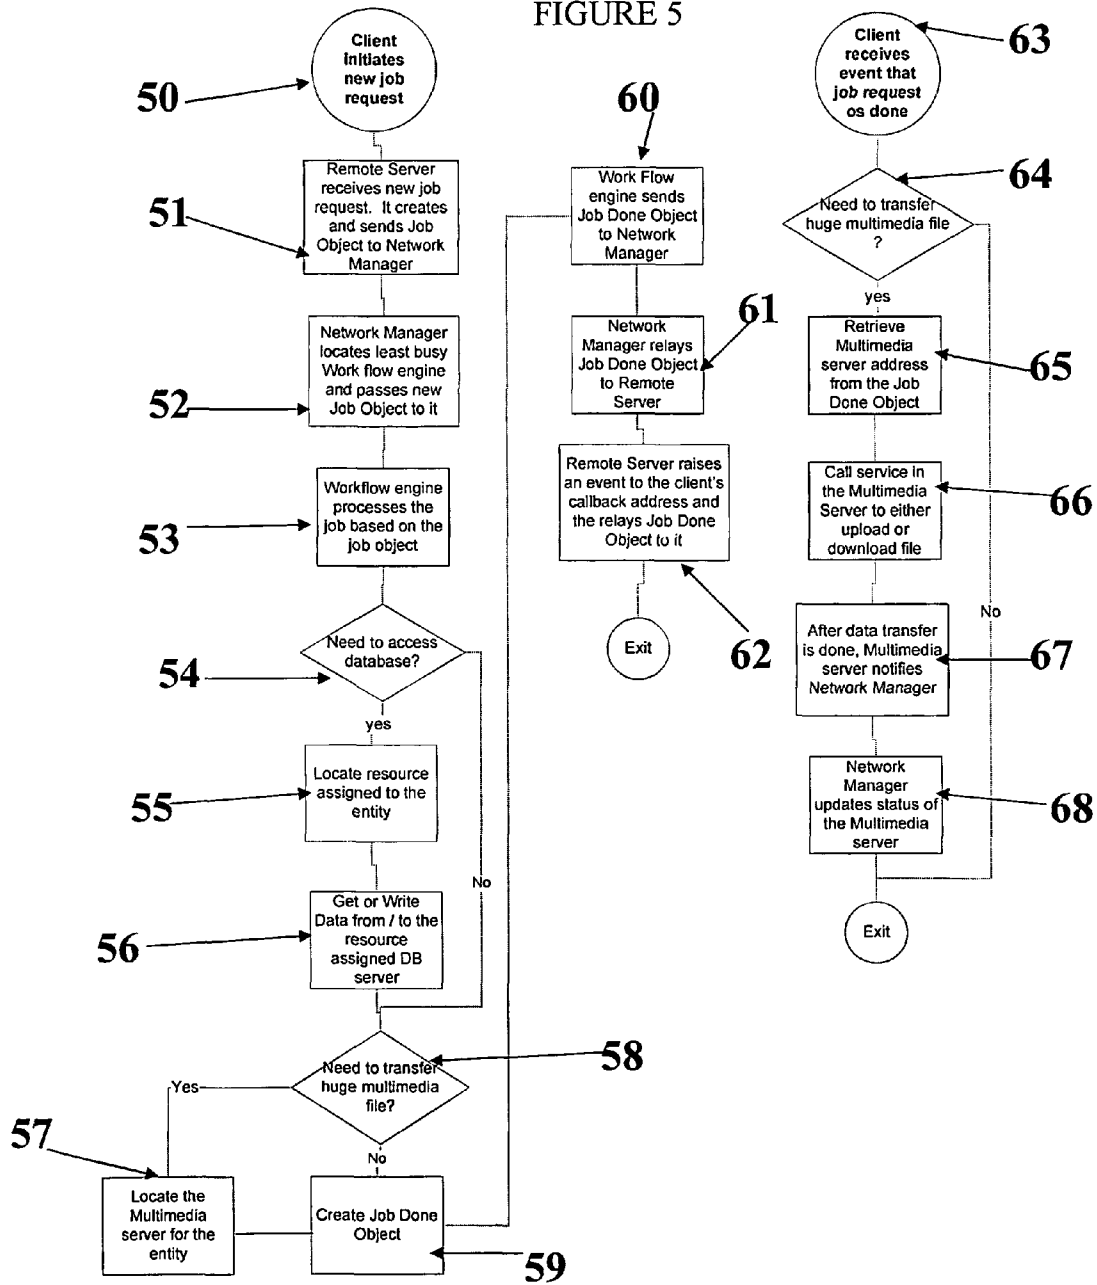 FIGURE 5
Client
initiates
new job
request
50
Remote Server
receives new job
request. It creates
and sends Job
Object to Network
Manager
51
Network Manager
locates least busy
Work flow engine
and passes new
Job Object to it
52
Workflow engine
processes the
job based on the
job object
53
Need to access
database?
54
yes
No
Locate resource
assigned to the
entity
55
Get or Write
Data from / to the
resource
assigned DB
server
56
Need to transfer
huge multimedia
file?
58
Yes
No
57
Locate the
Multimedia
server for the
entity
Create Job Done
Object
59
60
Work Flow
engine sends
Job Done Object
to Network
Manager
61
Network
Manager relays
Job Done Object
to Remote
Server
Remote Server raises
an event to the client's
callback address and
the relays Job Done
Object to it
62
Exit
Client
receives
event that
job request
os done
63
64
Need to transfer
huge multimedia file
?
yes
No
Retrieve
Multimedia
server address
from the Job
Done Object
65
Call service in
the Multimedia
Server to either
upload or
download file
66
After data transfer
is done, Multimedia
server notifies
Network Manager
67
Network
Manager
updates status of
the Multimedia
server
68
Exit